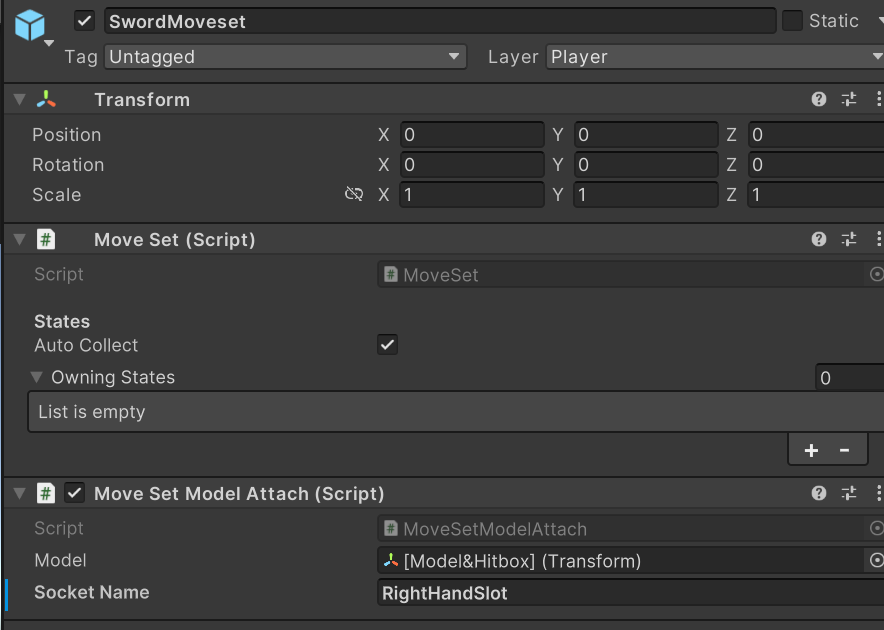 SwordMoveset Static
Tag Untagged Layer Player
Transform
Position X 0 Y 0 Z 0
Rotation X 0 Y 0 Z 0
Scale X 1 Y 1 Z 1
# Move Set (Script)
Script # MoveSet
States
Auto Collect
Owning States 0
List is empty
+ -
# Move Set Model Attach (Script)
Script # MoveSetModelAttach
Model [Model&Hitbox] (Transform)
Socket Name RightHandSlot